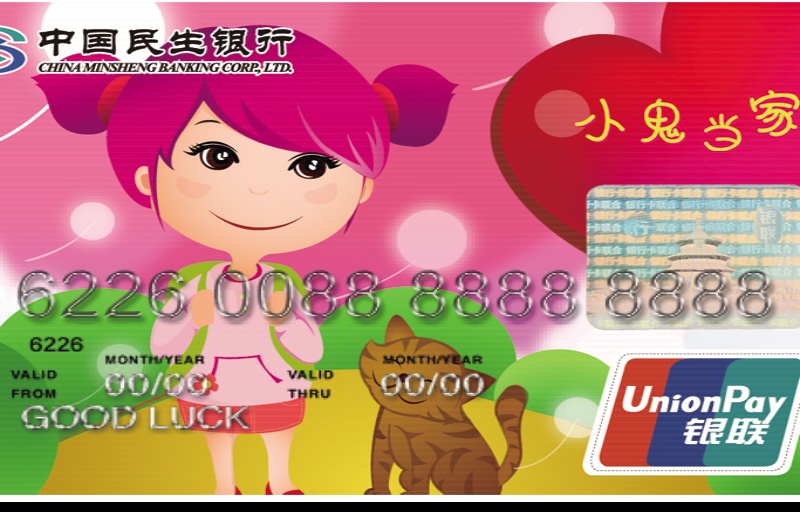 中国民生银行
CHINA MINSHENG BANKING CORP., LTD.
小鬼当家
6226 0088 8888 8888
6226
MONTH/YEAR MONTH/YEAR
VALID FROM 00/00 VALID THRU 00/00
GOOD LUCK
UnionPay
银联